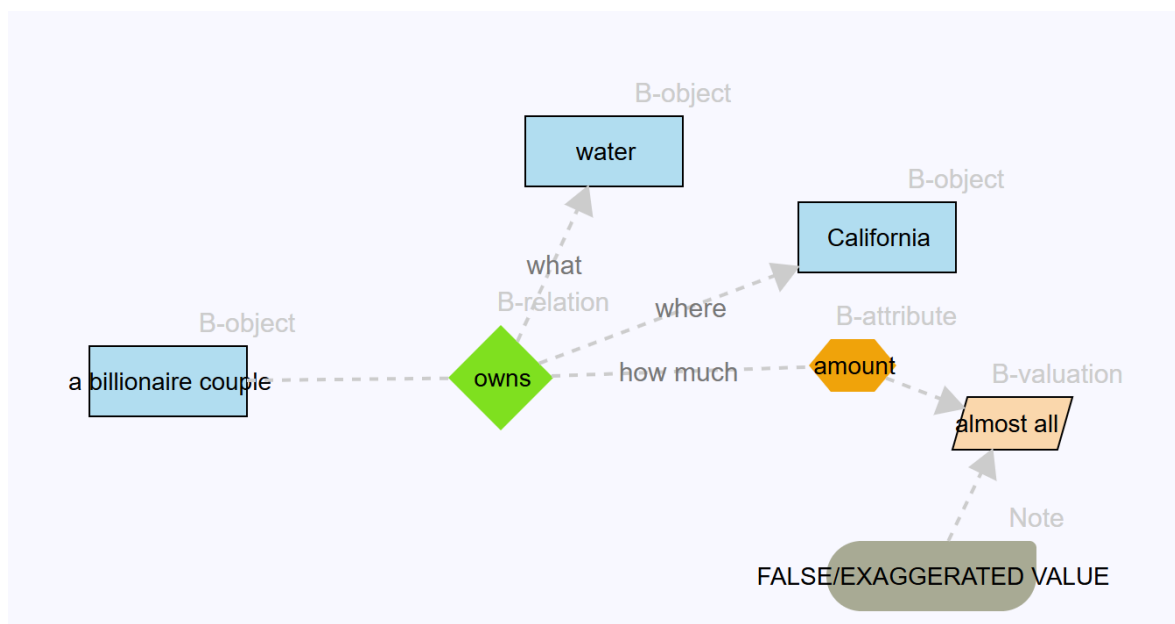 B-object
water
B-object
California
what
B-relation
where
B-object
B-attribute
a billionaire couple
owns
how much
amount
B-valuation
almost all
Note
FALSE/EXAGGERATED VALUE